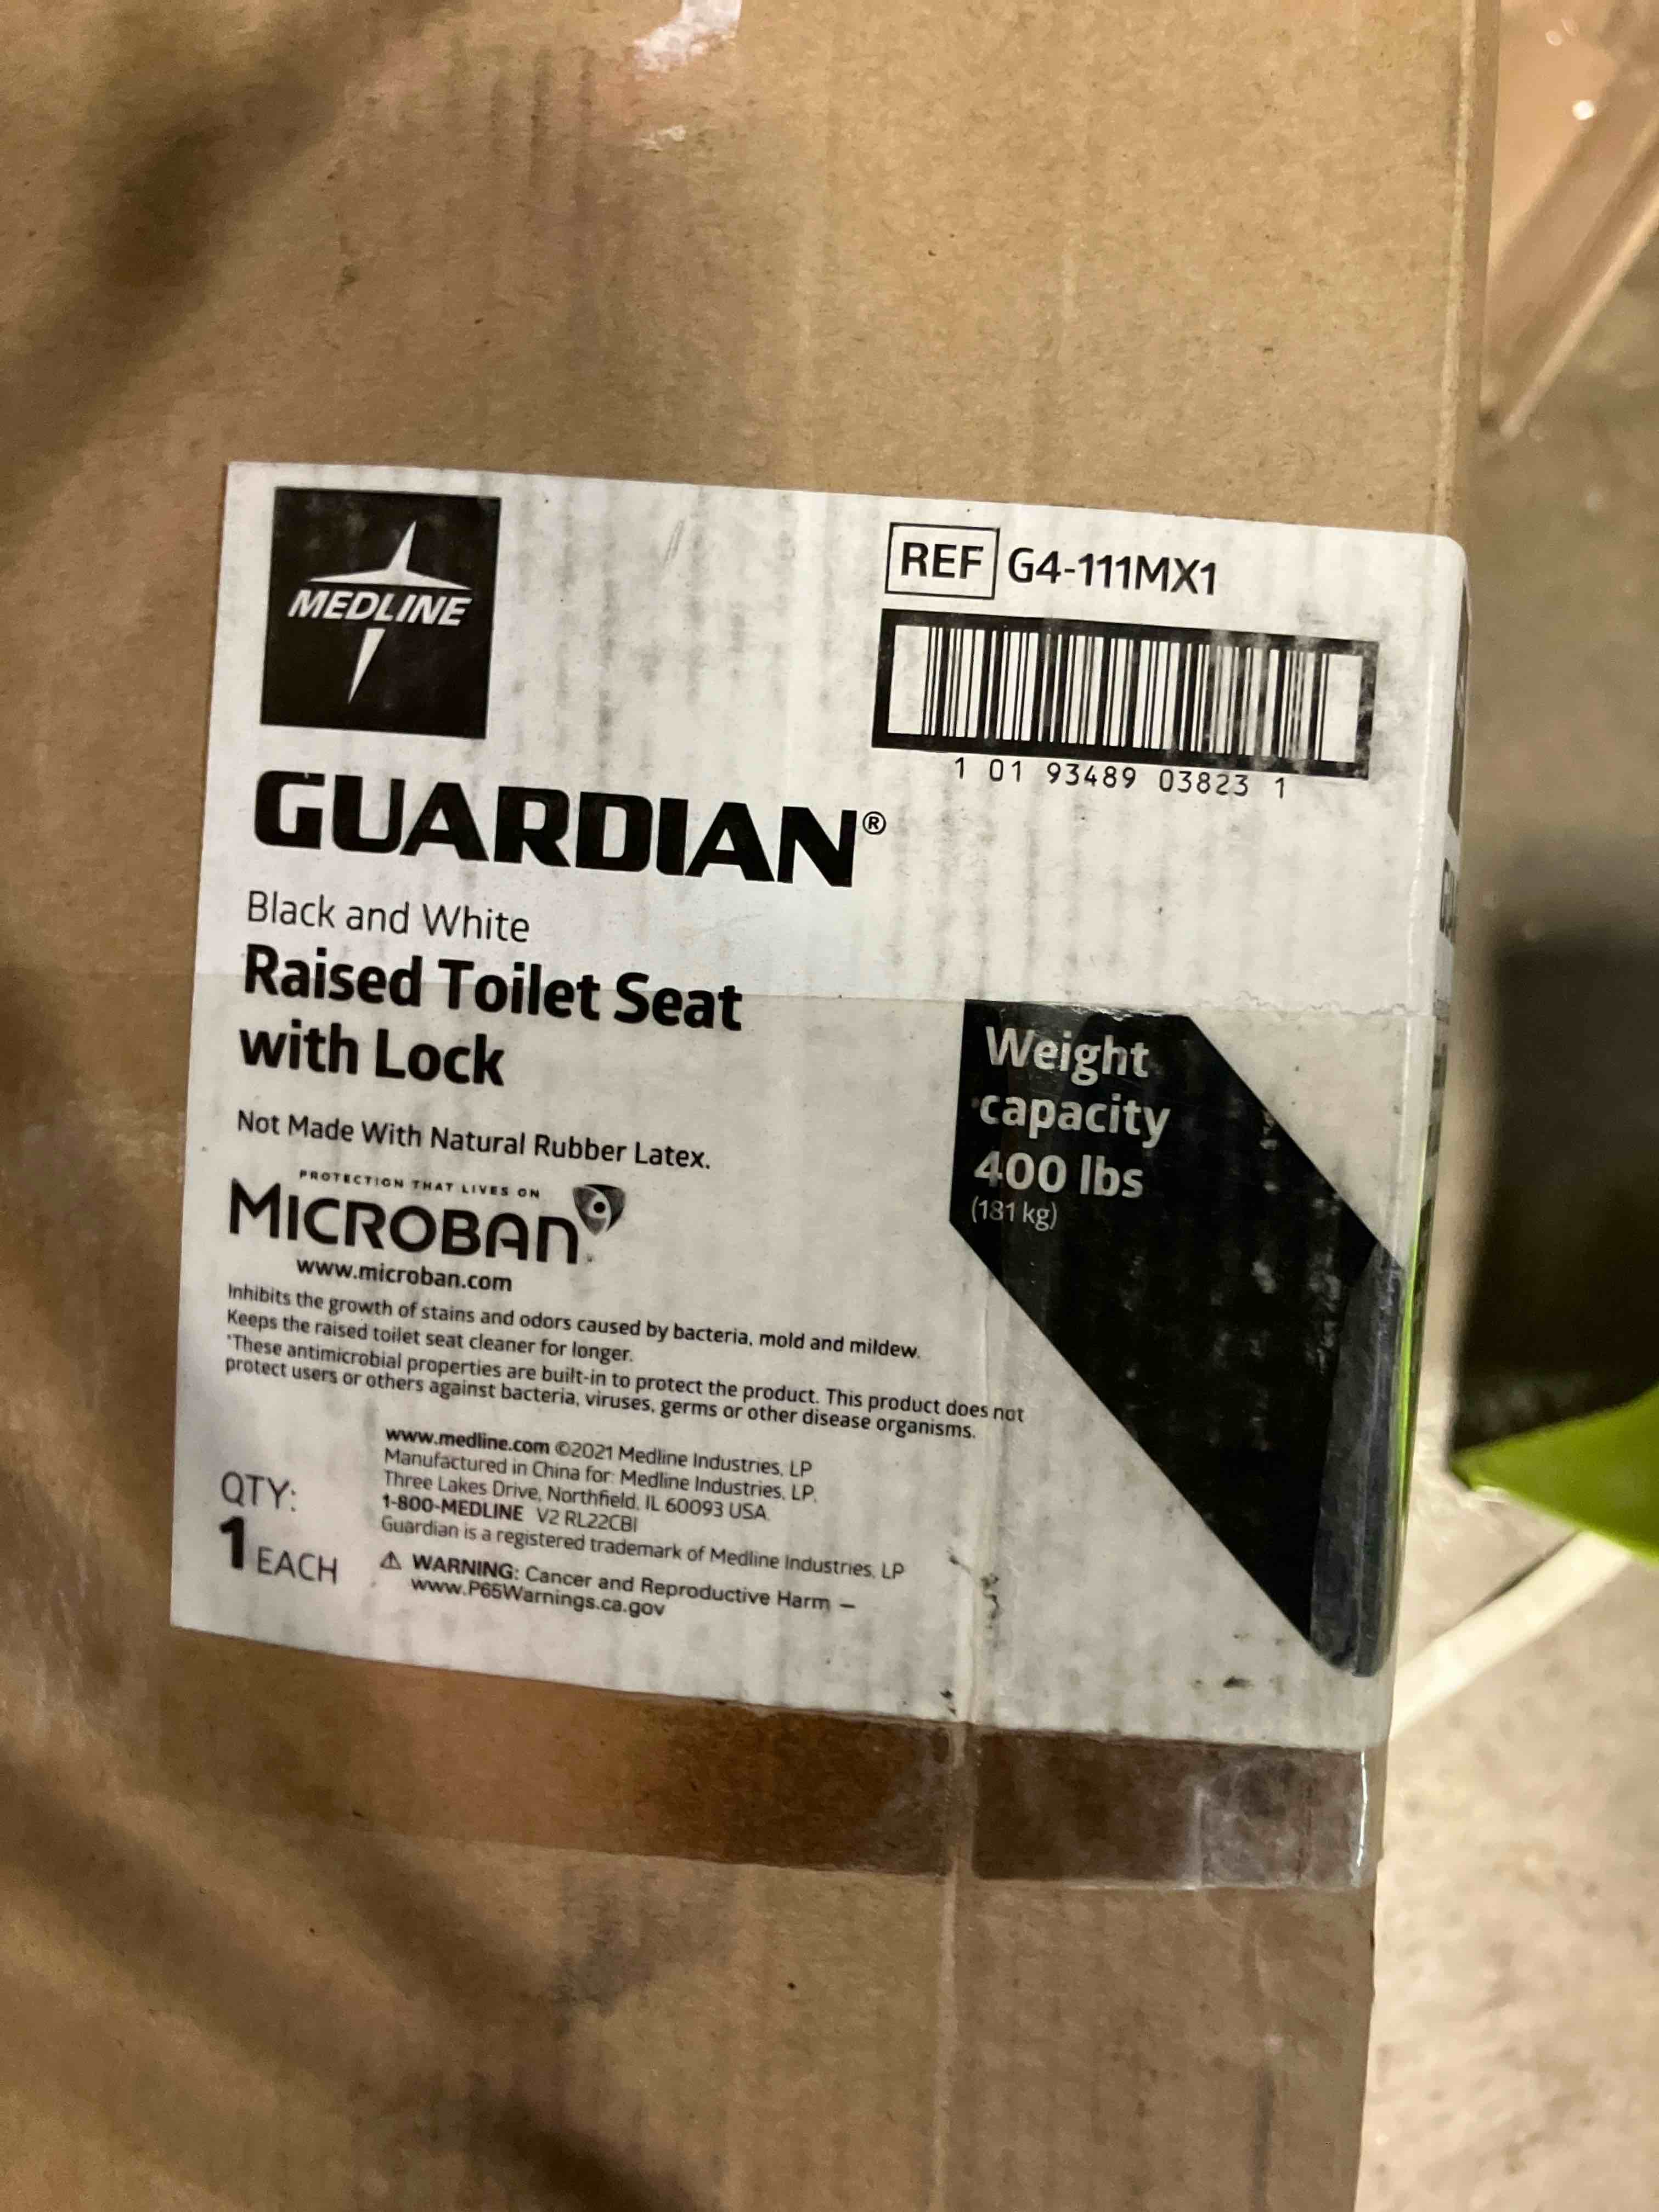 MEDLINE
REF G4-111MX1
1 01 93489 03823 1
GUARDIAN®
Black and White
Raised Toilet Seat
with Lock
Weight
capacity
400 lbs
(181 kg)
Not Made With Natural Rubber Latex.
PROTECTION THAT LIVES ON
MICROBAN
www.microban.com
Inhibits the growth of stains and odors caused by bacteria, mold and mildew.
Keeps the raised toilet seat cleaner for longer.
*These antimicrobial properties are built-in to protect the product. This product does not
protect users or others against bacteria, viruses, germs or other disease organisms.
www.medline.com ©2021 Medline Industries, LP
Manufactured in China for: Medline Industries, LP,
Three Lakes Drive, Northfield, IL 60093 USA.
1-800-MEDLINE V2 RL22CBI
Guardian is a registered trademark of Medline Industries, LP
QTY:
1 EACH
⚠ WARNING: Cancer and Reproductive Harm –
www.P65Warnings.ca.gov